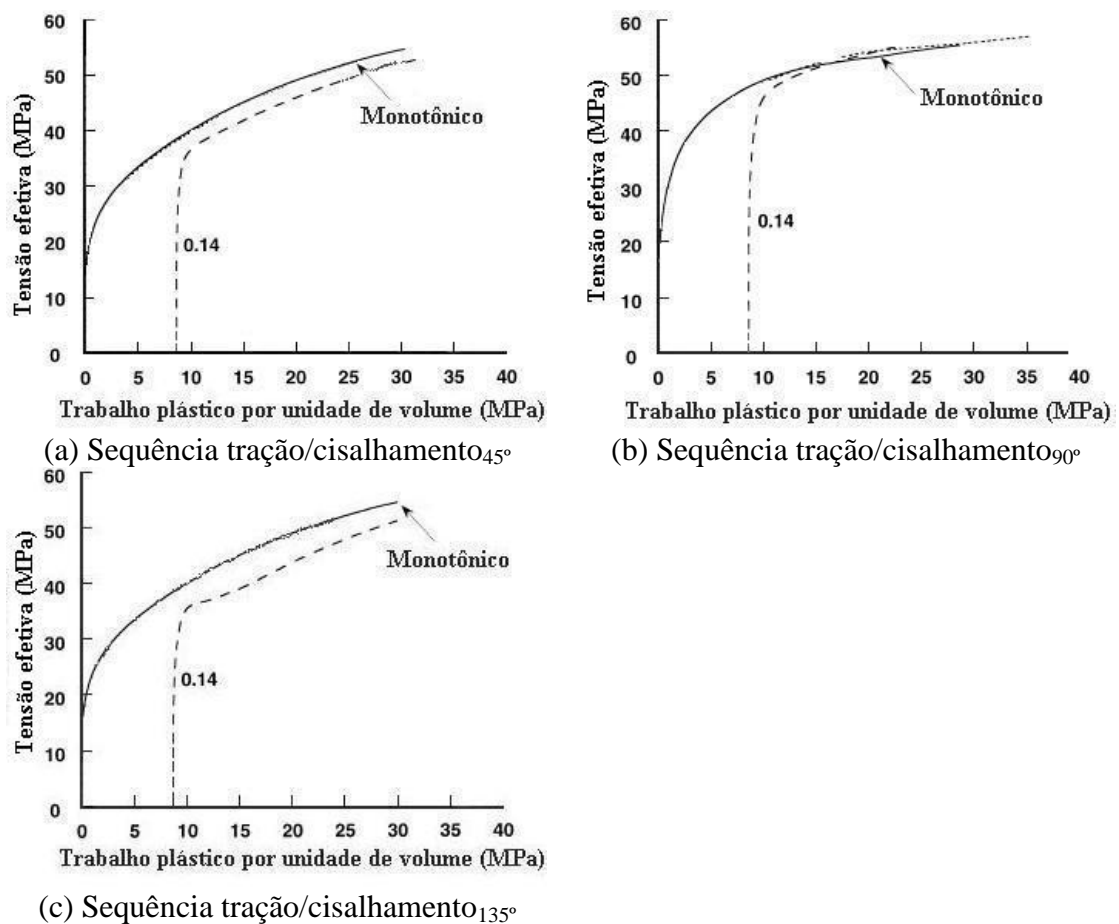 60
50
40
30
20
10
0
Tensão efetiva (MPa)
Monotônico
0.14
0 5 10 15 20 25 30 35 40
Trabalho plástico por unidade de volume (MPa)
(a) Sequência tração/cisalhamento45º
60
50
40
30
20
10
0
Tensão efetiva (MPa)
Monotônico
0.14
0 5 10 15 20 25 30 35 40
Trabalho plástico por unidade de volume (MPa)
(b) Sequência tração/cisalhamento90º
60
50
40
30
20
10
0
Tensão efetiva (MPa)
Monotônico
0.14
0 5 10 15 20 25 30 40
Trabalho plástico por unidade de volume (MPa)
(c) Sequência tração/cisalhamento135º